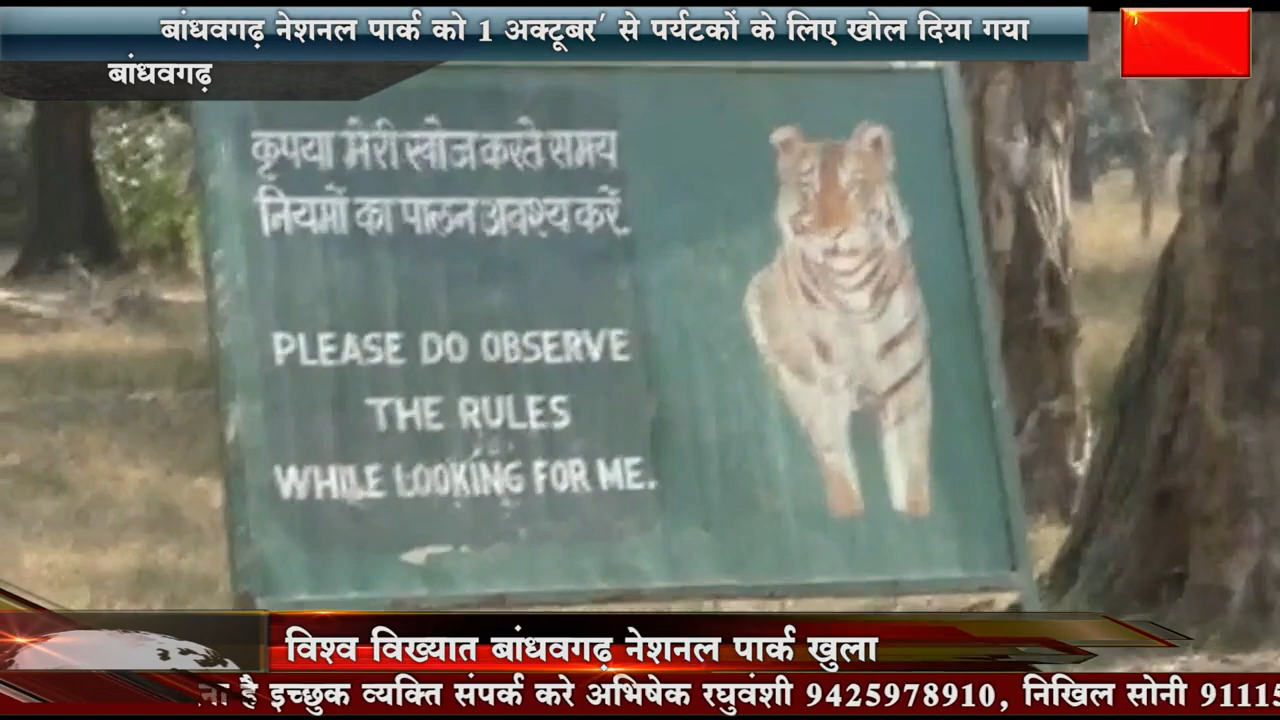 बांधवगढ़ नेशनल पार्क को 1 अक्टूबर' से पर्यटकों के लिए खोल दिया गया
बांधवगढ़
कृपया मेरी खोज करते समय
नियमों का पालन अवश्य करें.
PLEASE DO OBSERVE
THE RULES
WHILE LOOKING FOR ME.
विश्व विख्यात बांधवगढ़ नेशनल पार्क खुला
है इच्छुक व्यक्ति संपर्क करे अभिषेक रघुवंशी 9425978910, निखिल सोनी 91115